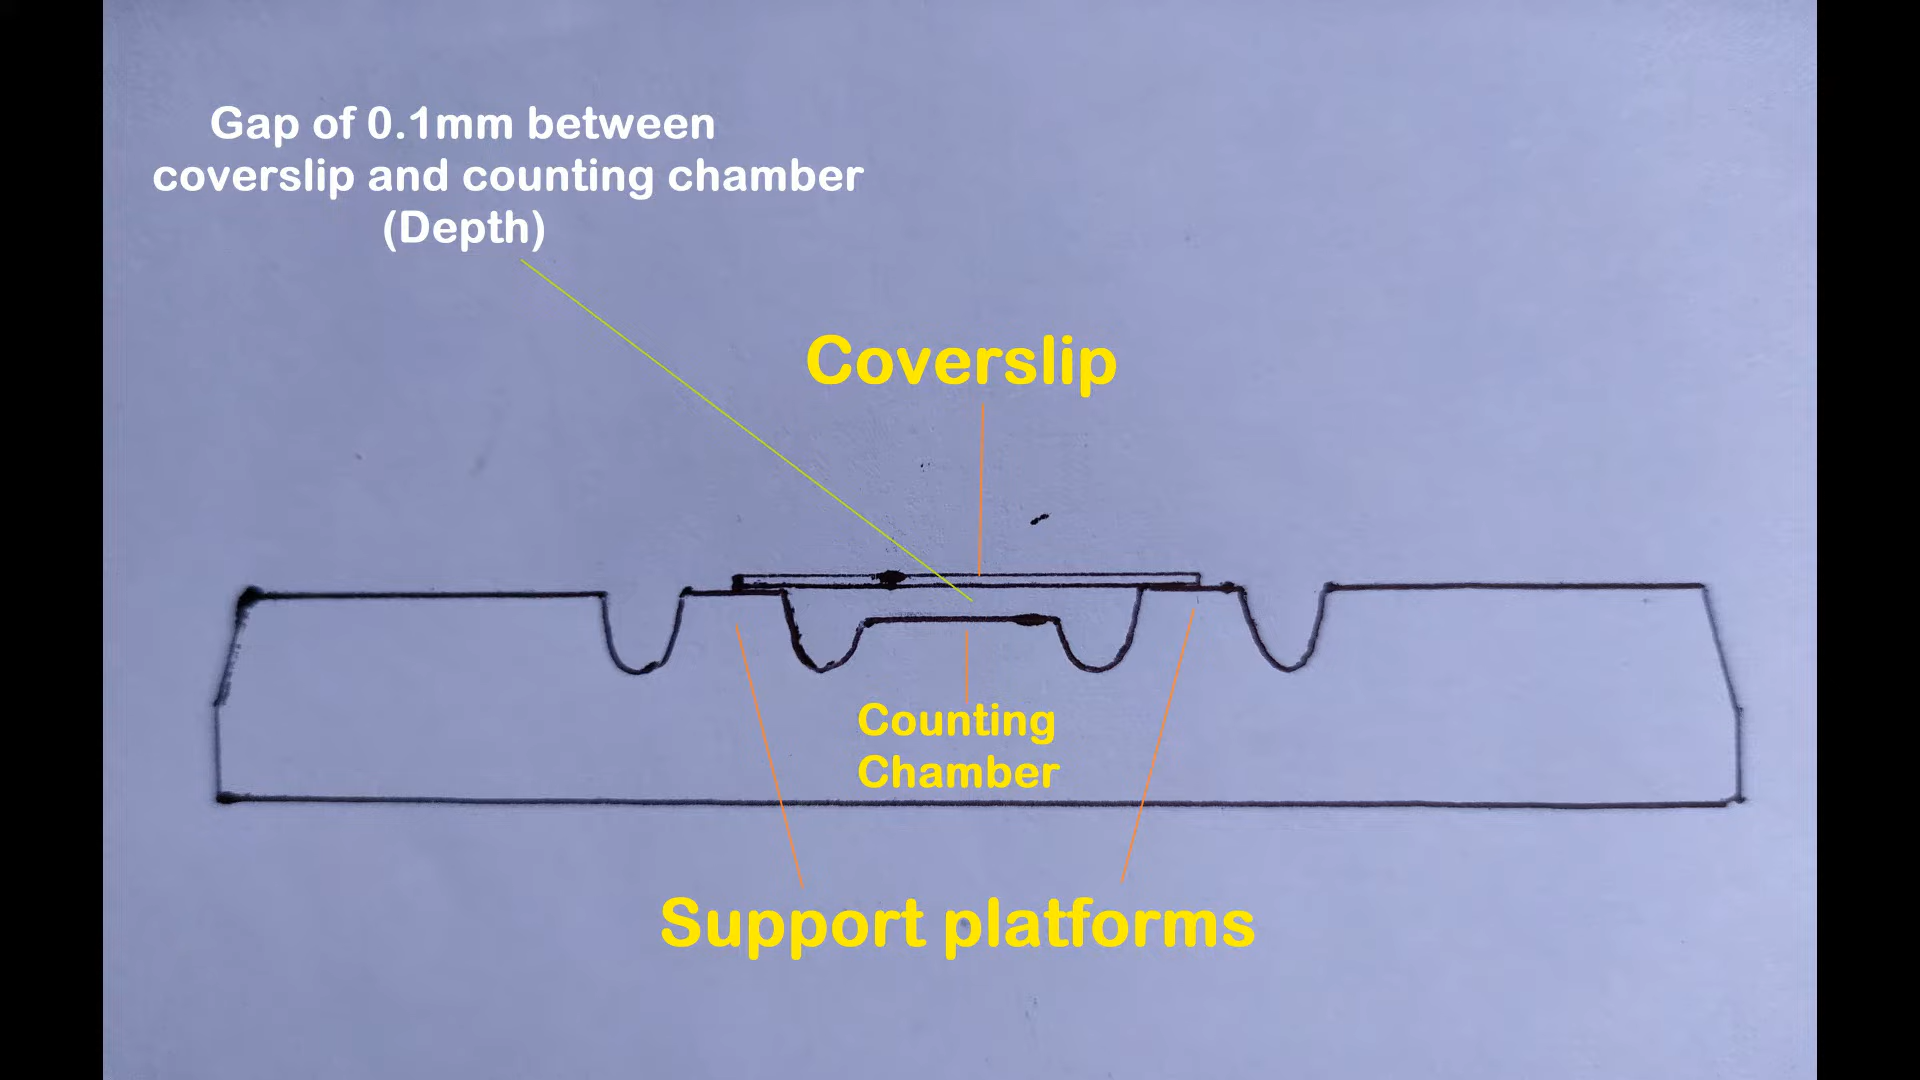 Gap of 0.1mm between
coverslip and counting chamber
(Depth)
Coverslip
Counting
Chamber
Support platforms